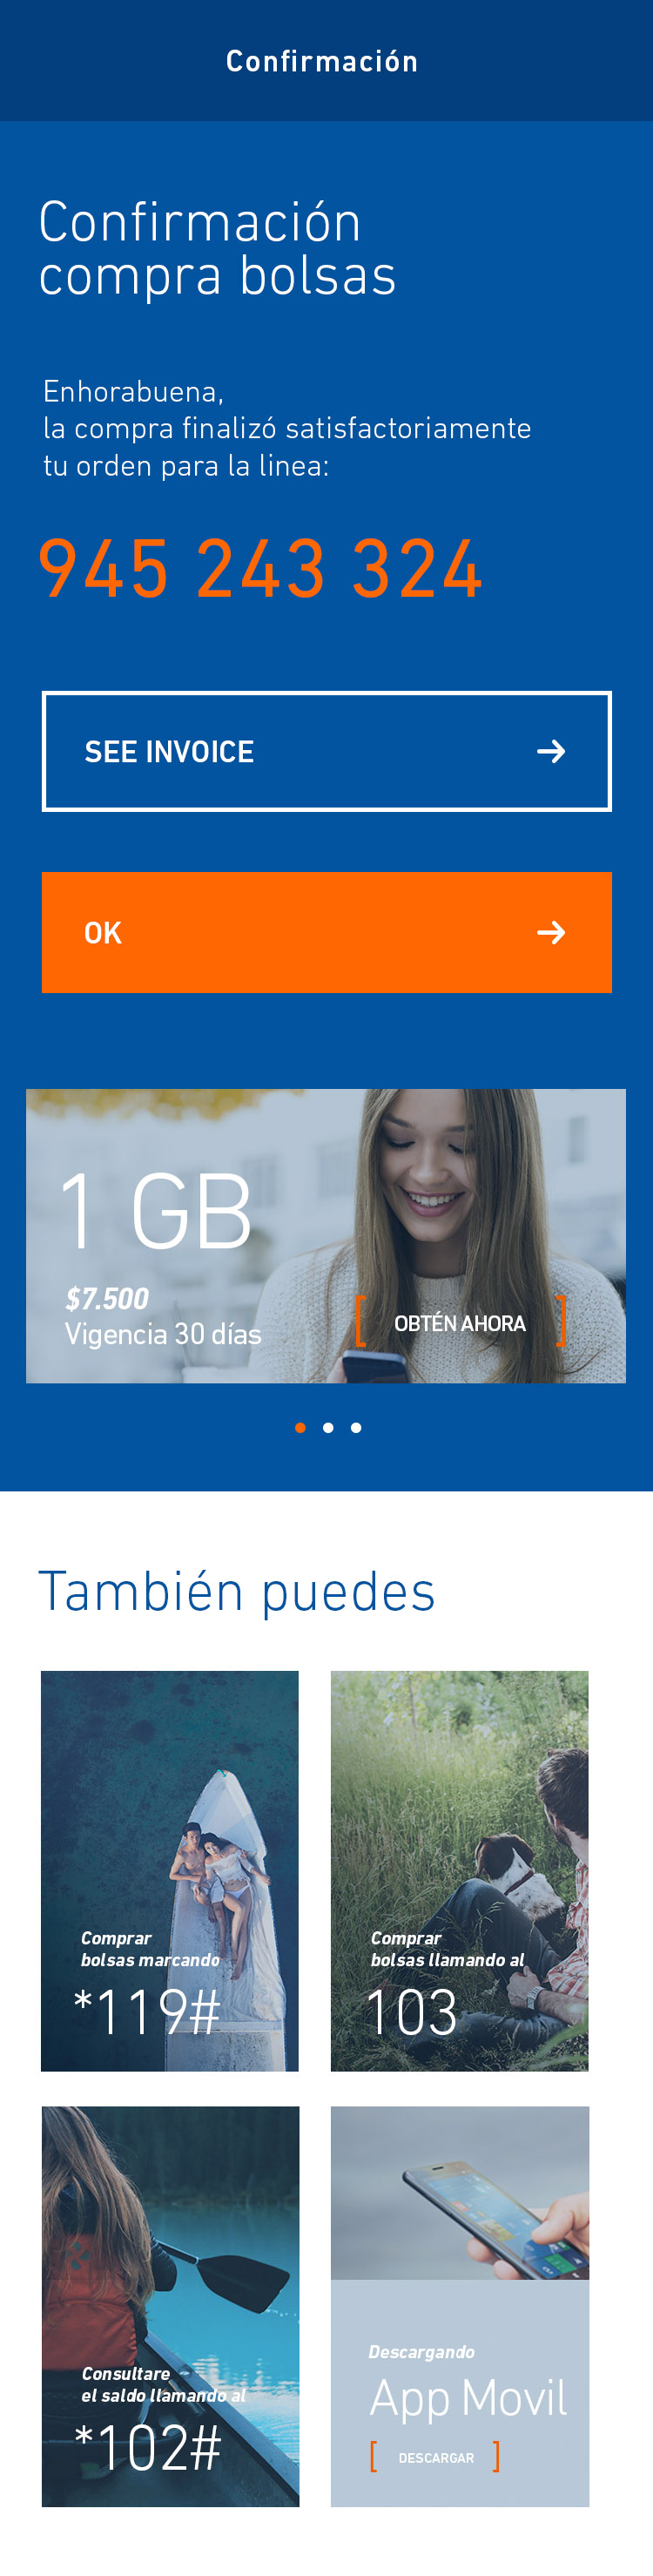 Confirmación
Confirmación
compra bolsas
Enhorabuena,
la compra finalizó satisfactoriamente
tu orden para la linea:
945 243 324
SEE INVOICE
OK
1 GB
$7.500
Vigencia 30 días
OBTÉN AHORA
También puedes
Comprar
bolsas marcando
*119#
Comprar
bolsas llamando al
103
Consultare
el saldo llamando al
*102#
Descargando
App Movil
DESCARGAR